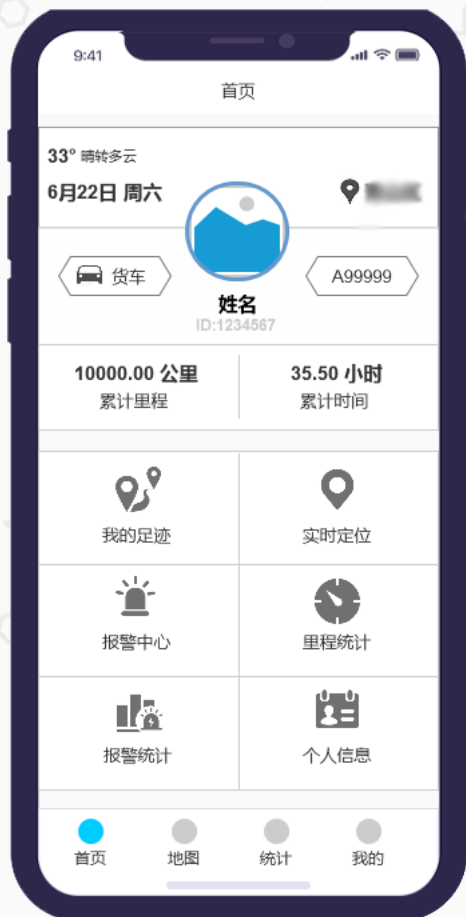 9:41
首页
33° 晴转多云
6月22日 周六
货车
A99999
姓名
ID:1234567
10000.00 公里
35.50 小时
累计里程
累计时间
我的足迹
实时定位
报警中心
里程统计
报警统计
个人信息
首页
地图
统计
我的